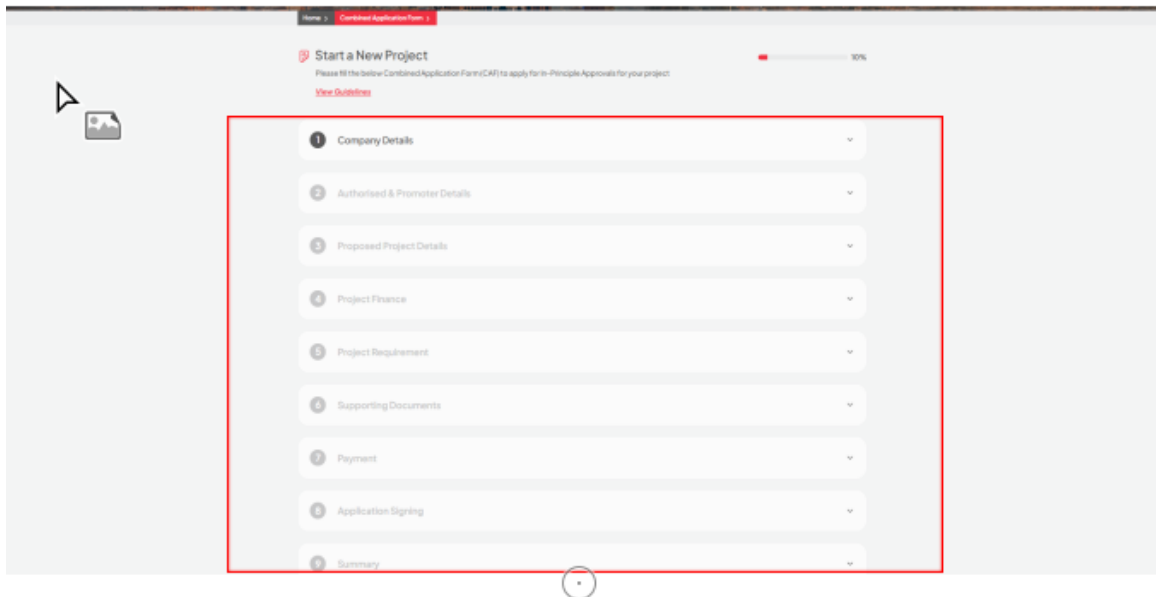 Home >
Combined Application Form >
Start a New Project
10%
Please fill the below Combined Application Form (CAF) to apply for In-Principle Approvals for your project
View Guidelines
1 Company Details
2 Authorised & Promoter Details
3 Proposed Project Details
4 Project Finance
5 Project Requirement
6 Supporting Documents
7 Payment
8 Application Signing
9 Summary